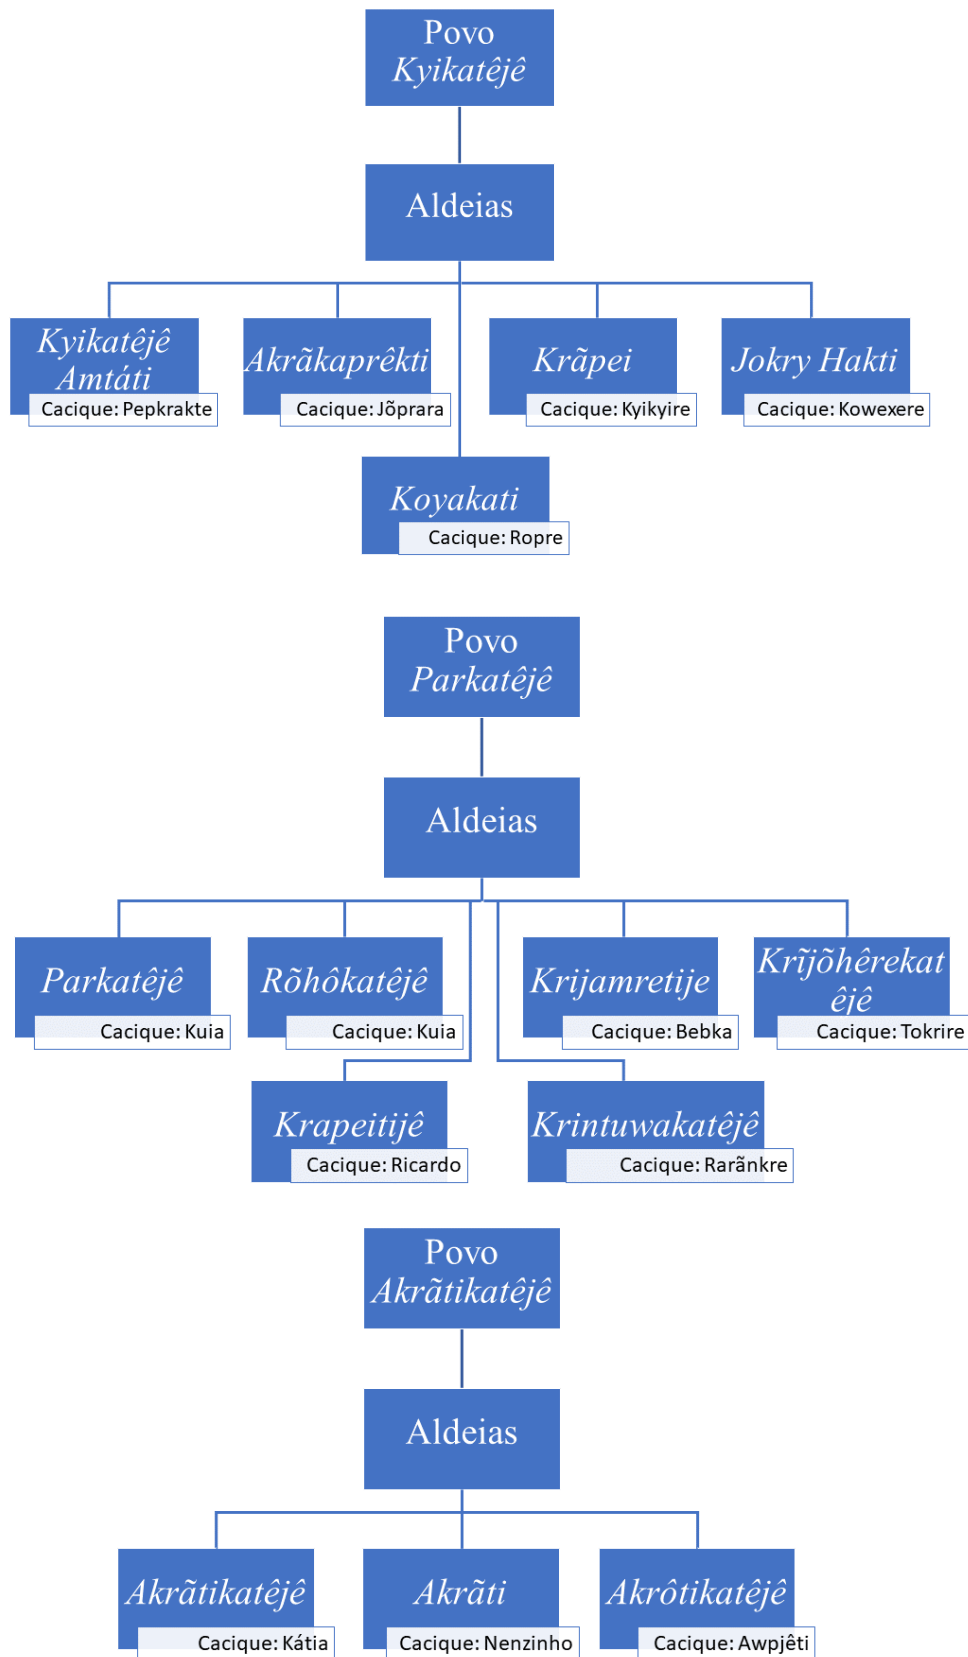 Povo
Kyikatêjê
Aldeias
Kyikatêjê
Amtáti
Cacique: Pepkrakte
Akrãkaprêkti
Cacique: Jõprara
Krãpei
Cacique: Kyikyire
Jokry Hakti
Cacique: Kowexere
Koyakati
Cacique: Ropre
Povo
Parkatêjê
Aldeias
Parkatêjê
Cacique: Kuia
Rõhôkatêjê
Cacique: Kuia
Krijamretije
Cacique: Bebka
Krĩjõhêrekat
êjê
Cacique: Tokrire
Krapeitijê
Cacique: Ricardo
Krintuwakatêjê
Cacique: Rarãnkre
Povo
Akrãtikatêjê
Aldeias
Akrãtikatêjê
Cacique: Kátia
Akrãti
Cacique: Nenzinho
Akrôtikatêjê
Cacique: Awpjêti